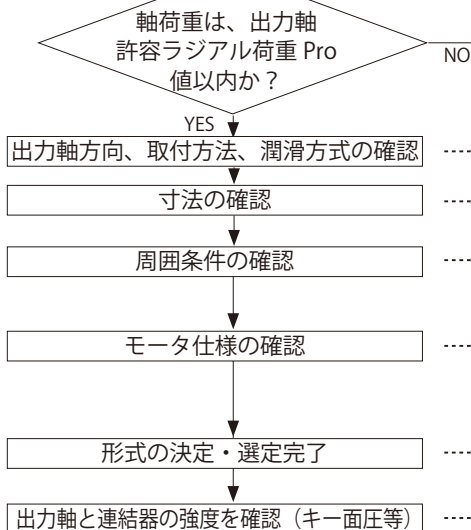 軸荷重は、出力軸
許容ラジアル荷重 Pro
値以内か？
NO
YES
出力軸方向、取付方法、潤滑方式の確認
寸法の確認
周囲条件の確認
モータ仕様の確認
形式の決定・選定完了
出力軸と連結器の強度を確認（キー面圧等）